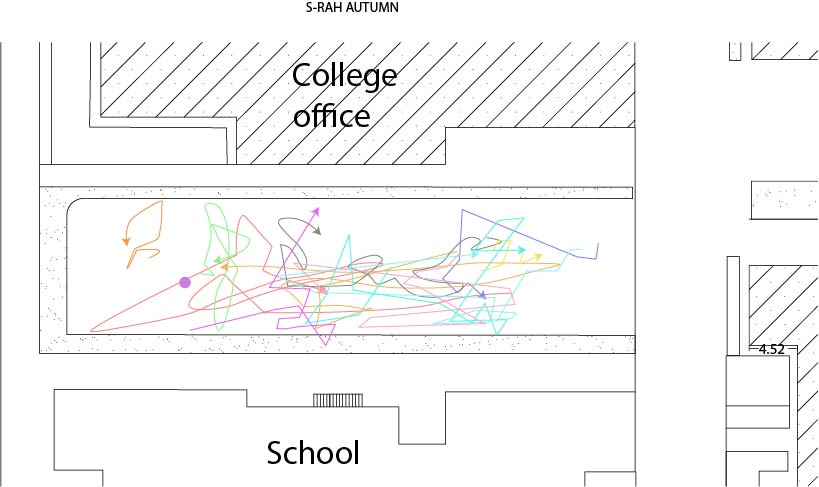 S-RAH AUTUMN
College
office
4.52
School